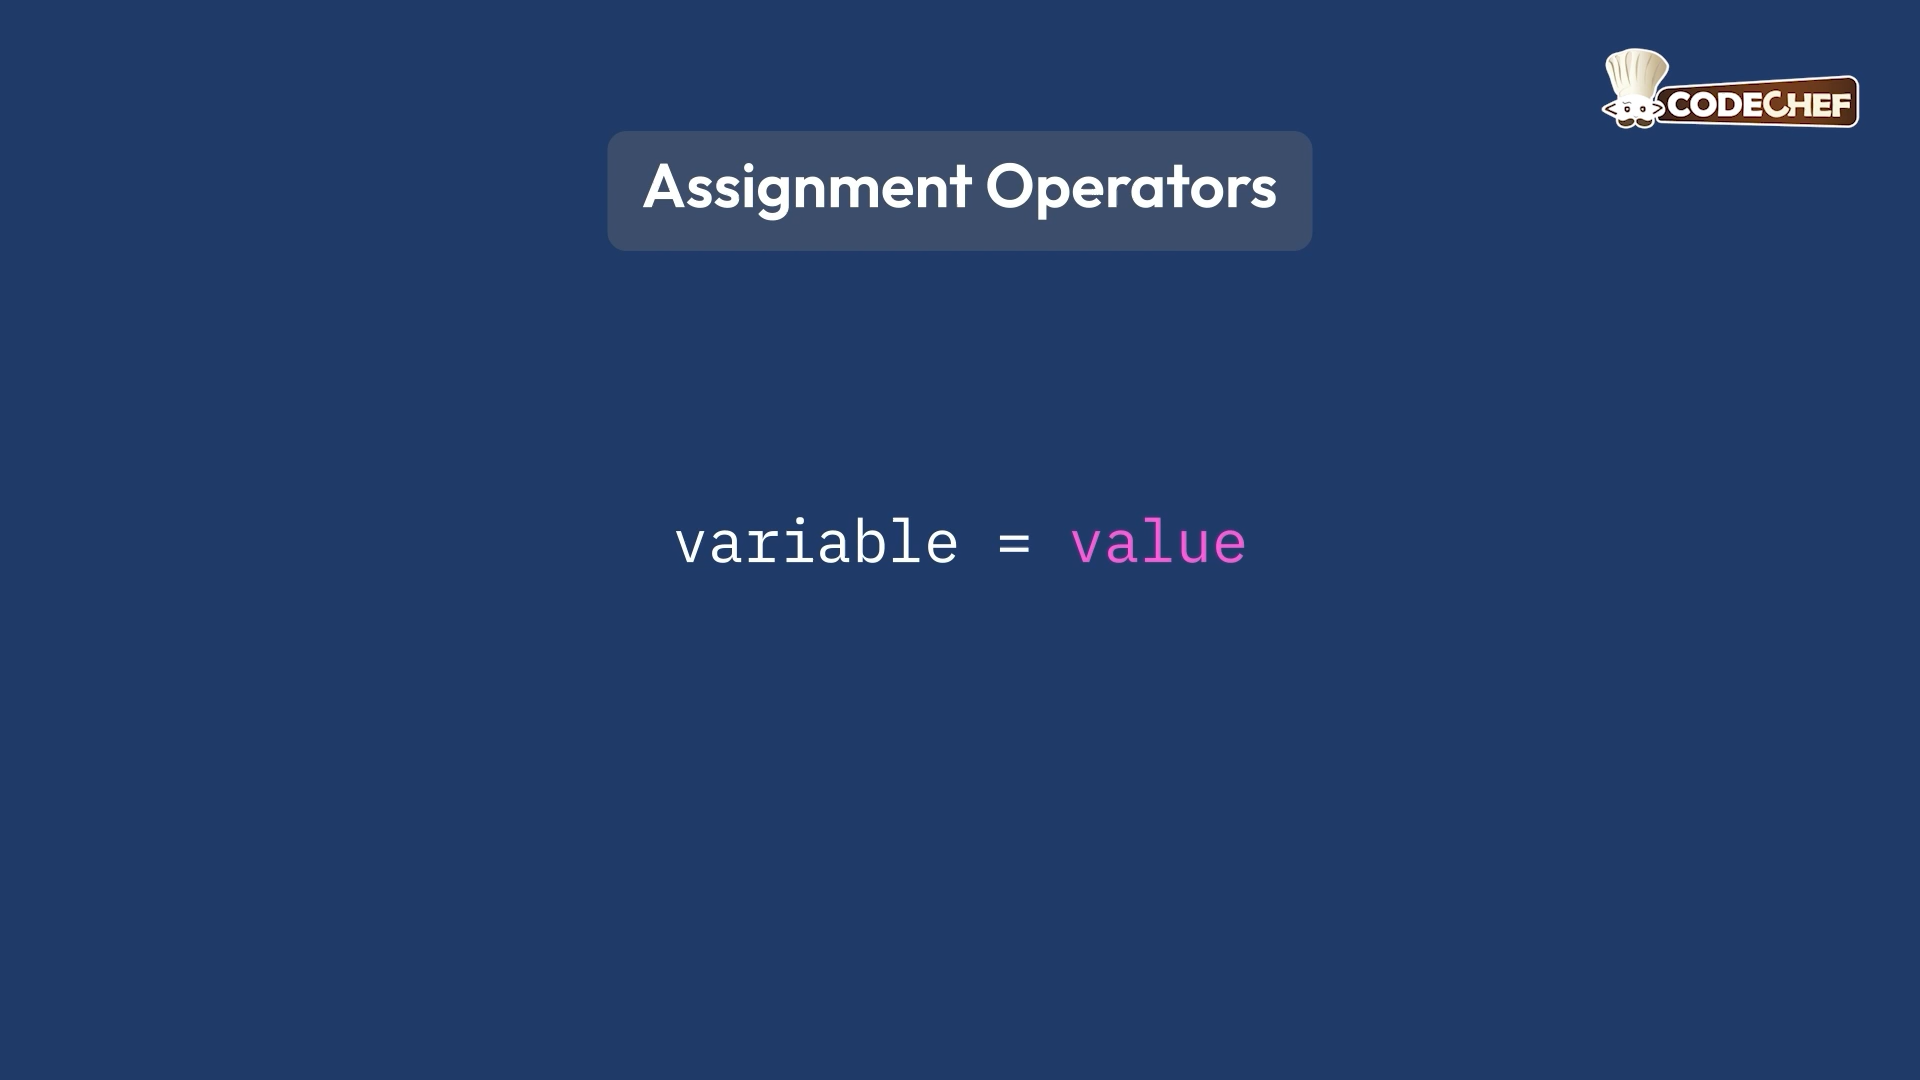 CODECHEF
Assignment Operators
variable = value